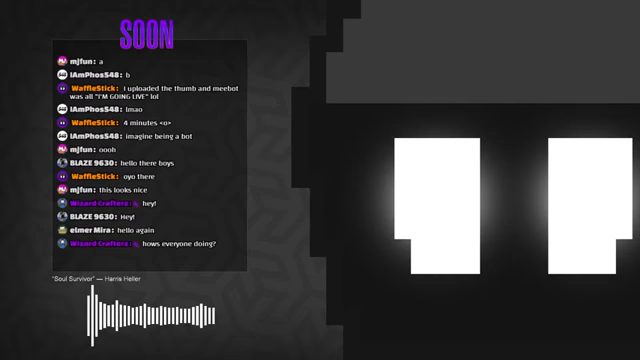 SOON
mjfun: a
IAmPhos548: b
WaffleStick: I uploaded the thumb and meebot
was all "I'M GOING LIVE" lol
IAmPhos548: lmao
WaffleStick: 4 minutes <o>
IAmPhos548: imagine being a bot
mjfun: oooh
BLAZE 9630: hello there boys
WaffleStick: oyo there
mjfun: this looks nice
Wizard Crafterz: hey!
BLAZE 9630: Hey!
elmer Mira: hello again
Wizard Crafterz: hows everyone doing?
"Soul Survivor" — Harris Heller